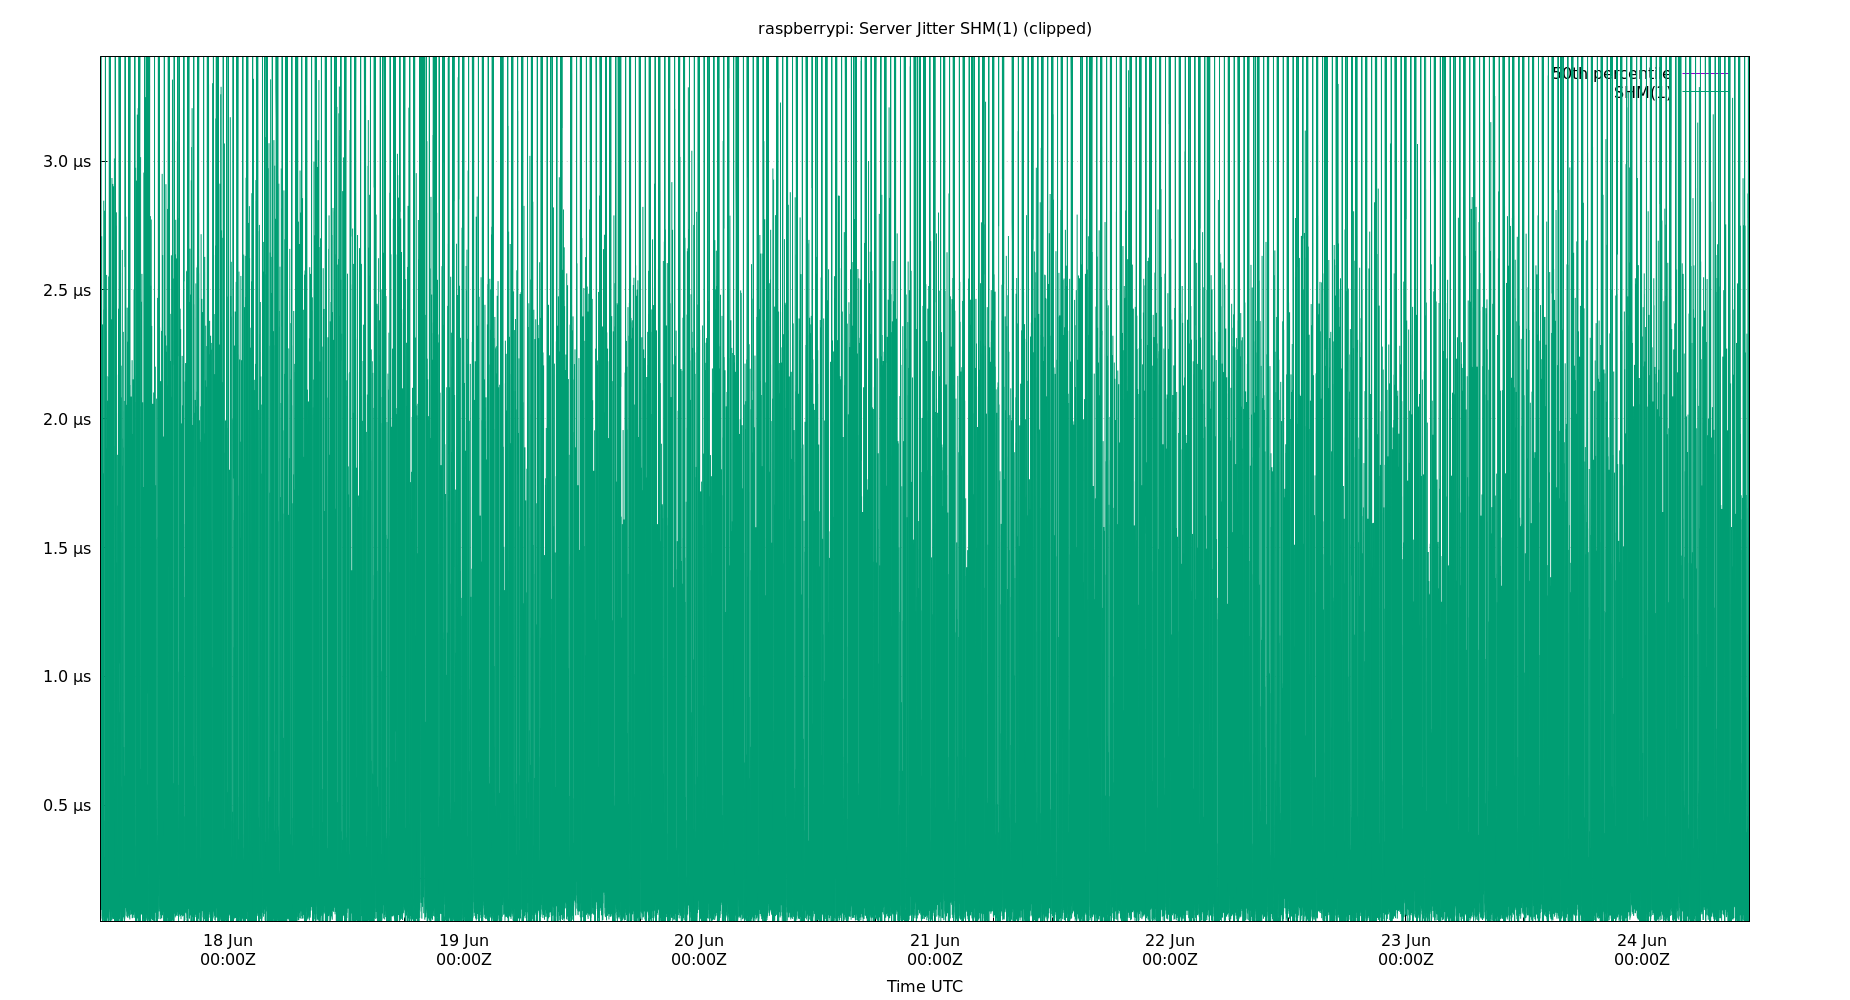 raspberrypi: Server Jitter SHM(1) (clipped)
50th percentile
SHM(1)
3.0 µs
2.5 µs
2.0 µs
1.5 µs
1.0 µs
0.5 µs
18 Jun 19 Jun 20 Jun 21 Jun 22 Jun 23 Jun 24 Jun
00:00Z 00:00Z 00:00Z 00:00Z 00:00Z 00:00Z 00:00Z
Time UTC